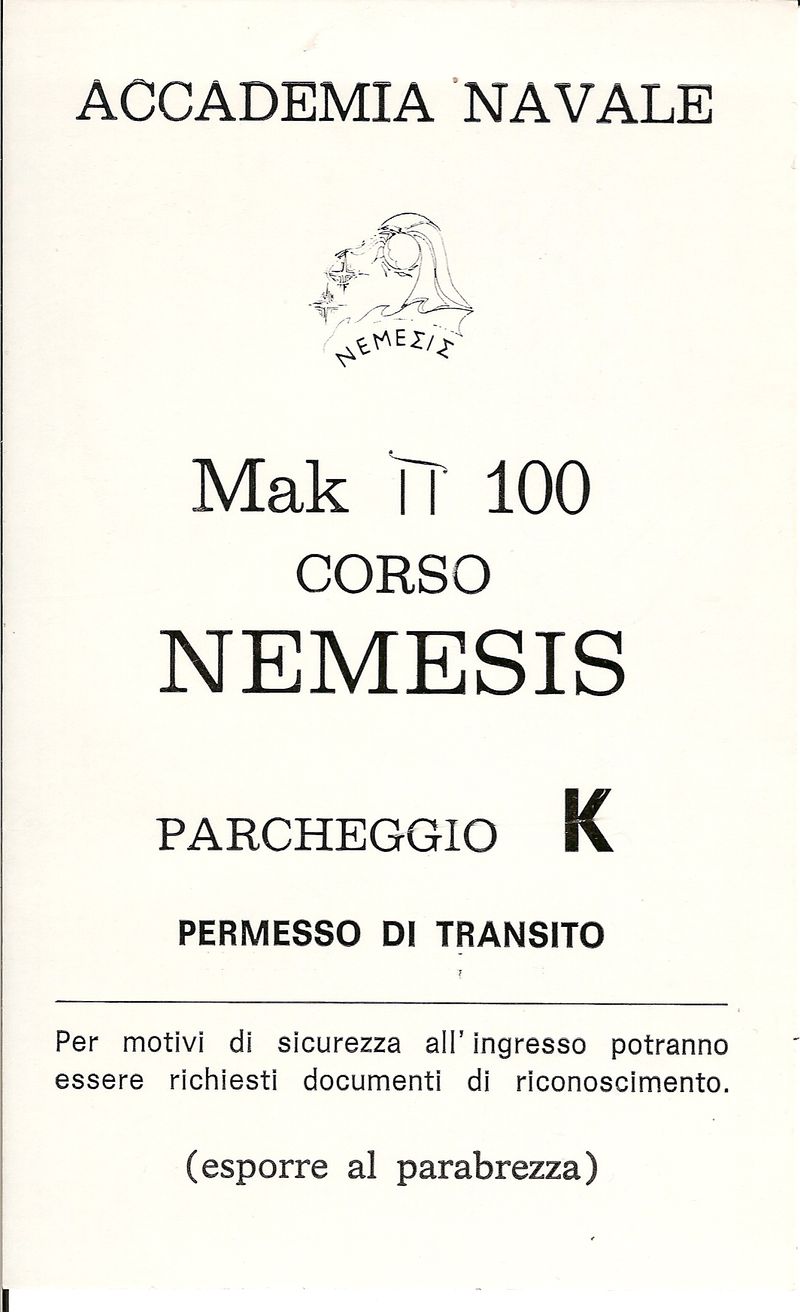 ACCADEMIA NAVALE
ΝΕΜΕΣΙΣ
Mak π 100
CORSO
NEMESIS
PARCHEGGIO K
PERMESSO DI TRANSITO
Per motivi di sicurezza all'ingresso potranno
essere richiesti documenti di riconoscimento.
(esporre al parabrezza)